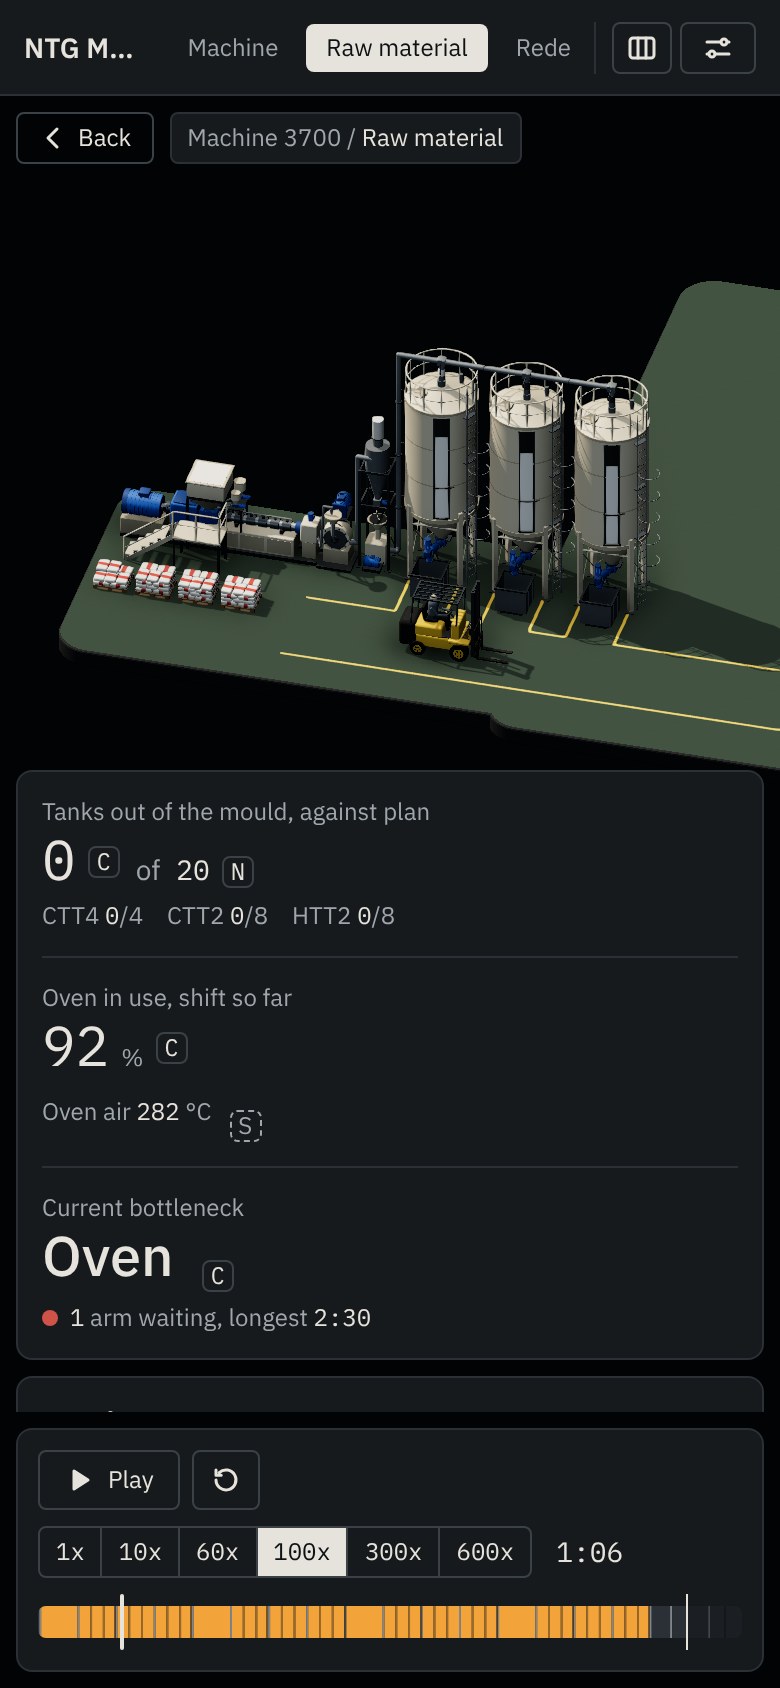 NTG M...
Machine
Raw material
Rede
Back
Machine 3700 / Raw material
Tanks out of the mould, against plan
0 C of 20 N
CTT4 0/4 CTT2 0/8 HTT2 0/8
Oven in use, shift so far
92 % C
Oven air 282 °C S
Current bottleneck
Oven C
1 arm waiting, longest 2:30
Play
1x 10x 60x 100x 300x 600x 1:06